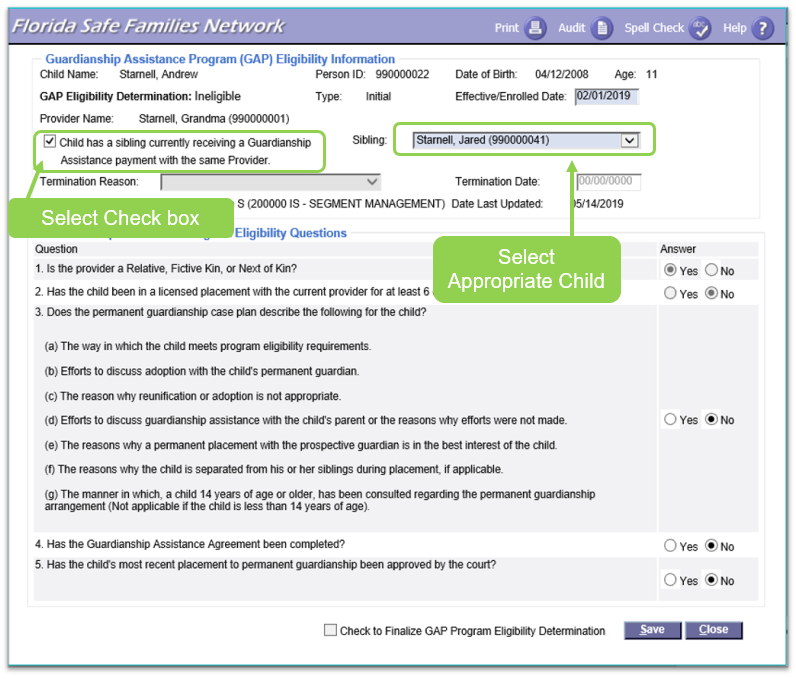 Florida Safe Families Network
Print Audit Spell Check Help ?
Guardianship Assistance Program (GAP) Eligibility Information
Child Name: Starnell, Andrew Person ID: 990000022 Date of Birth: 04/12/2008 Age: 11
GAP Eligibility Determination: Ineligible Type: Initial Effective/Enrolled Date: 02/01/2019
Provider Name: Starnell, Grandma (990000001)
Child has a sibling currently receiving a Guardianship
Assistance payment with the same Provider.
Sibling: Starnell, Jared (990000041)
Termination Reason: Termination Date: 00/00/0000
S (200000 IS - SEGMENT MANAGEMENT) Date Last Updated: 05/14/2019
Select Check box
Select
Appropriate Child
Eligibility Questions
Question Answer
1. Is the provider a Relative, Fictive Kin, or Next of Kin? Yes No
2. Has the child been in a licensed placement with the current provider for at least 6 Yes No
3. Does the permanent guardianship case plan describe the following for the child?
(a) The way in which the child meets program eligibility requirements.
(b) Efforts to discuss adoption with the child's permanent guardian.
(c) The reason why reunification or adoption is not appropriate.
(d) Efforts to discuss guardianship assistance with the child's parent or the reasons why efforts were not made. Yes No
(e) The reasons why a permanent placement with the prospective guardian is in the best interest of the child.
(f) The reasons why the child is separated from his or her siblings during placement, if applicable.
(g) The manner in which, a child 14 years of age or older, has been consulted regarding the permanent guardianship
arrangement (Not applicable if the child is less than 14 years of age).
4. Has the Guardianship Assistance Agreement been completed? Yes No
5. Has the child's most recent placement to permanent guardianship been approved by the court? Yes No
Check to Finalize GAP Program Eligibility Determination Save Close